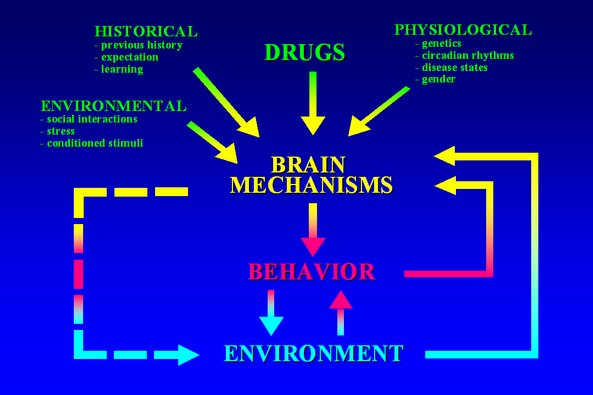 HISTORICAL
- previous history
- expectation
- learning
DRUGS
PHYSIOLOGICAL
- genetics
- circadian rhythms
- disease states
- gender
ENVIRONMENTAL
- social interactions
- stress
- conditioned stimuli
BRAIN
MECHANISMS
BEHAVIOR
ENVIRONMENT